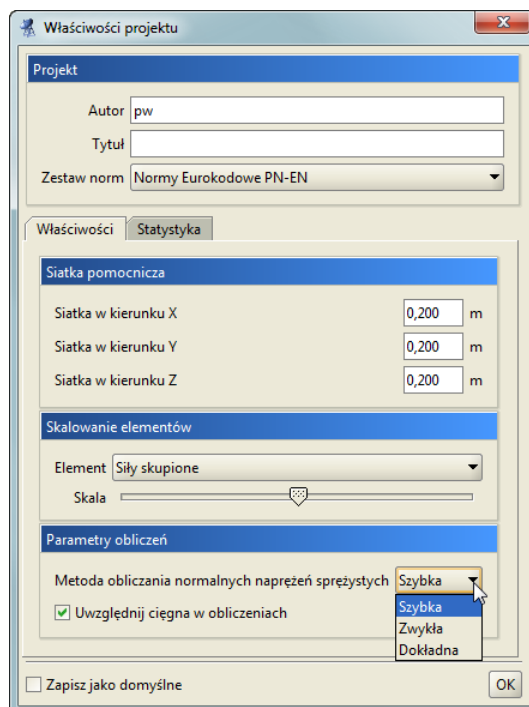 Właściwości projektu
Projekt
Autor pw
Tytuł
Zestaw norm Normy Eurokodowe PN-EN
Właściwości Statystyka
Siatka pomocnicza
Siatka w kierunku X 0,200 m
Siatka w kierunku Y 0,200 m
Siatka w kierunku Z 0,200 m
Skalowanie elementów
Element Siły skupione
Skala
Parametry obliczeń
Metoda obliczania normalnych naprężeń sprężystych Szybka
Szybka
Uwzględnij cięgna w obliczeniach
Zwykła
Dokładna
Zapisz jako domyślne OK